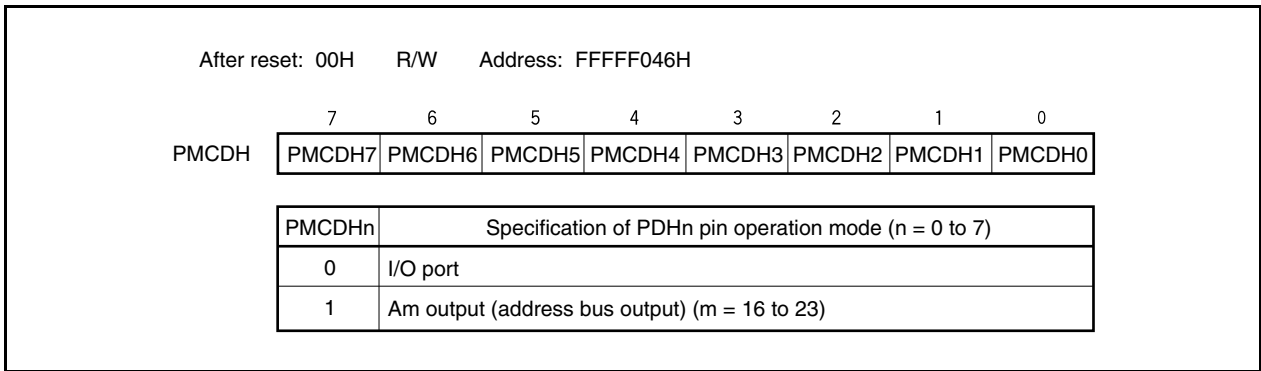 After reset: 00H R/W Address: FFFFF046H
7 6 5 4 3 2 1 0
PMCDH PMCDH7 PMCDH6 PMCDH5 PMCDH4 PMCDH3 PMCDH2 PMCDH1 PMCDH0
PMCDHn Specification of PDHn pin operation mode (n = 0 to 7)
0 I/O port
1 Am output (address bus output) (m = 16 to 23)